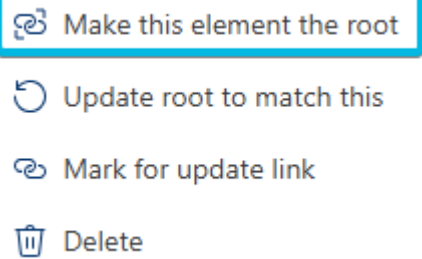 Make this element the root
Update root to match this
Mark for update link
Delete